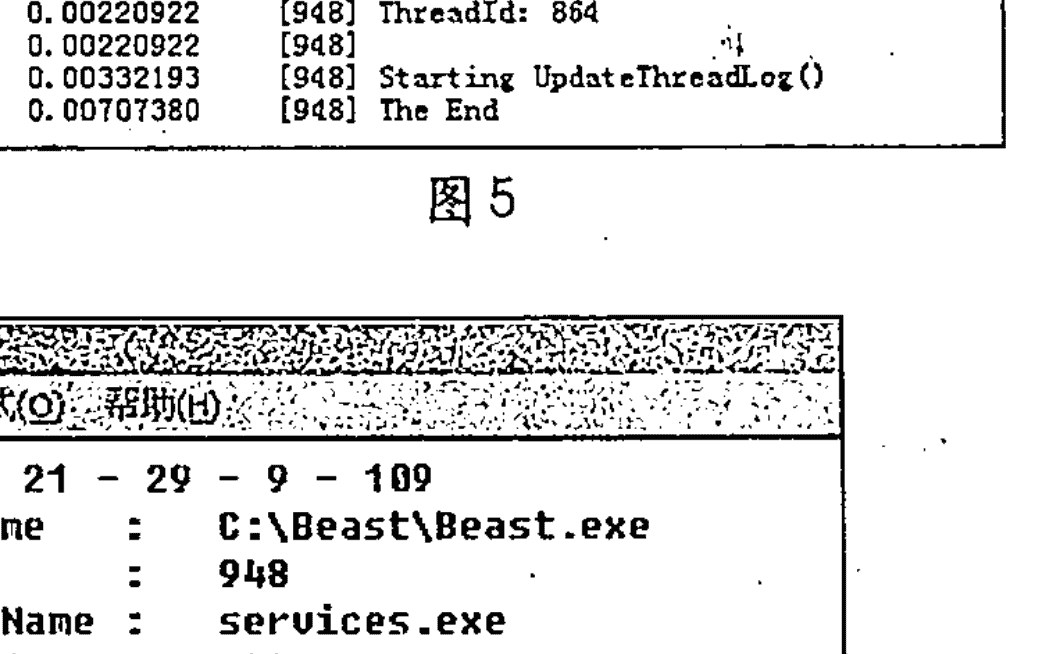 0.00220922 [948] ThreadId: 864
0.00220922 [948]
0.00332193 [948] Starting UpdateThreadLog()
0.00707380 [948] The End
图 5
(O) 帮助(H)
21 - 29 - 9 - 109
me : C:\Beast\Beast.exe
: 948
Name : services.exe